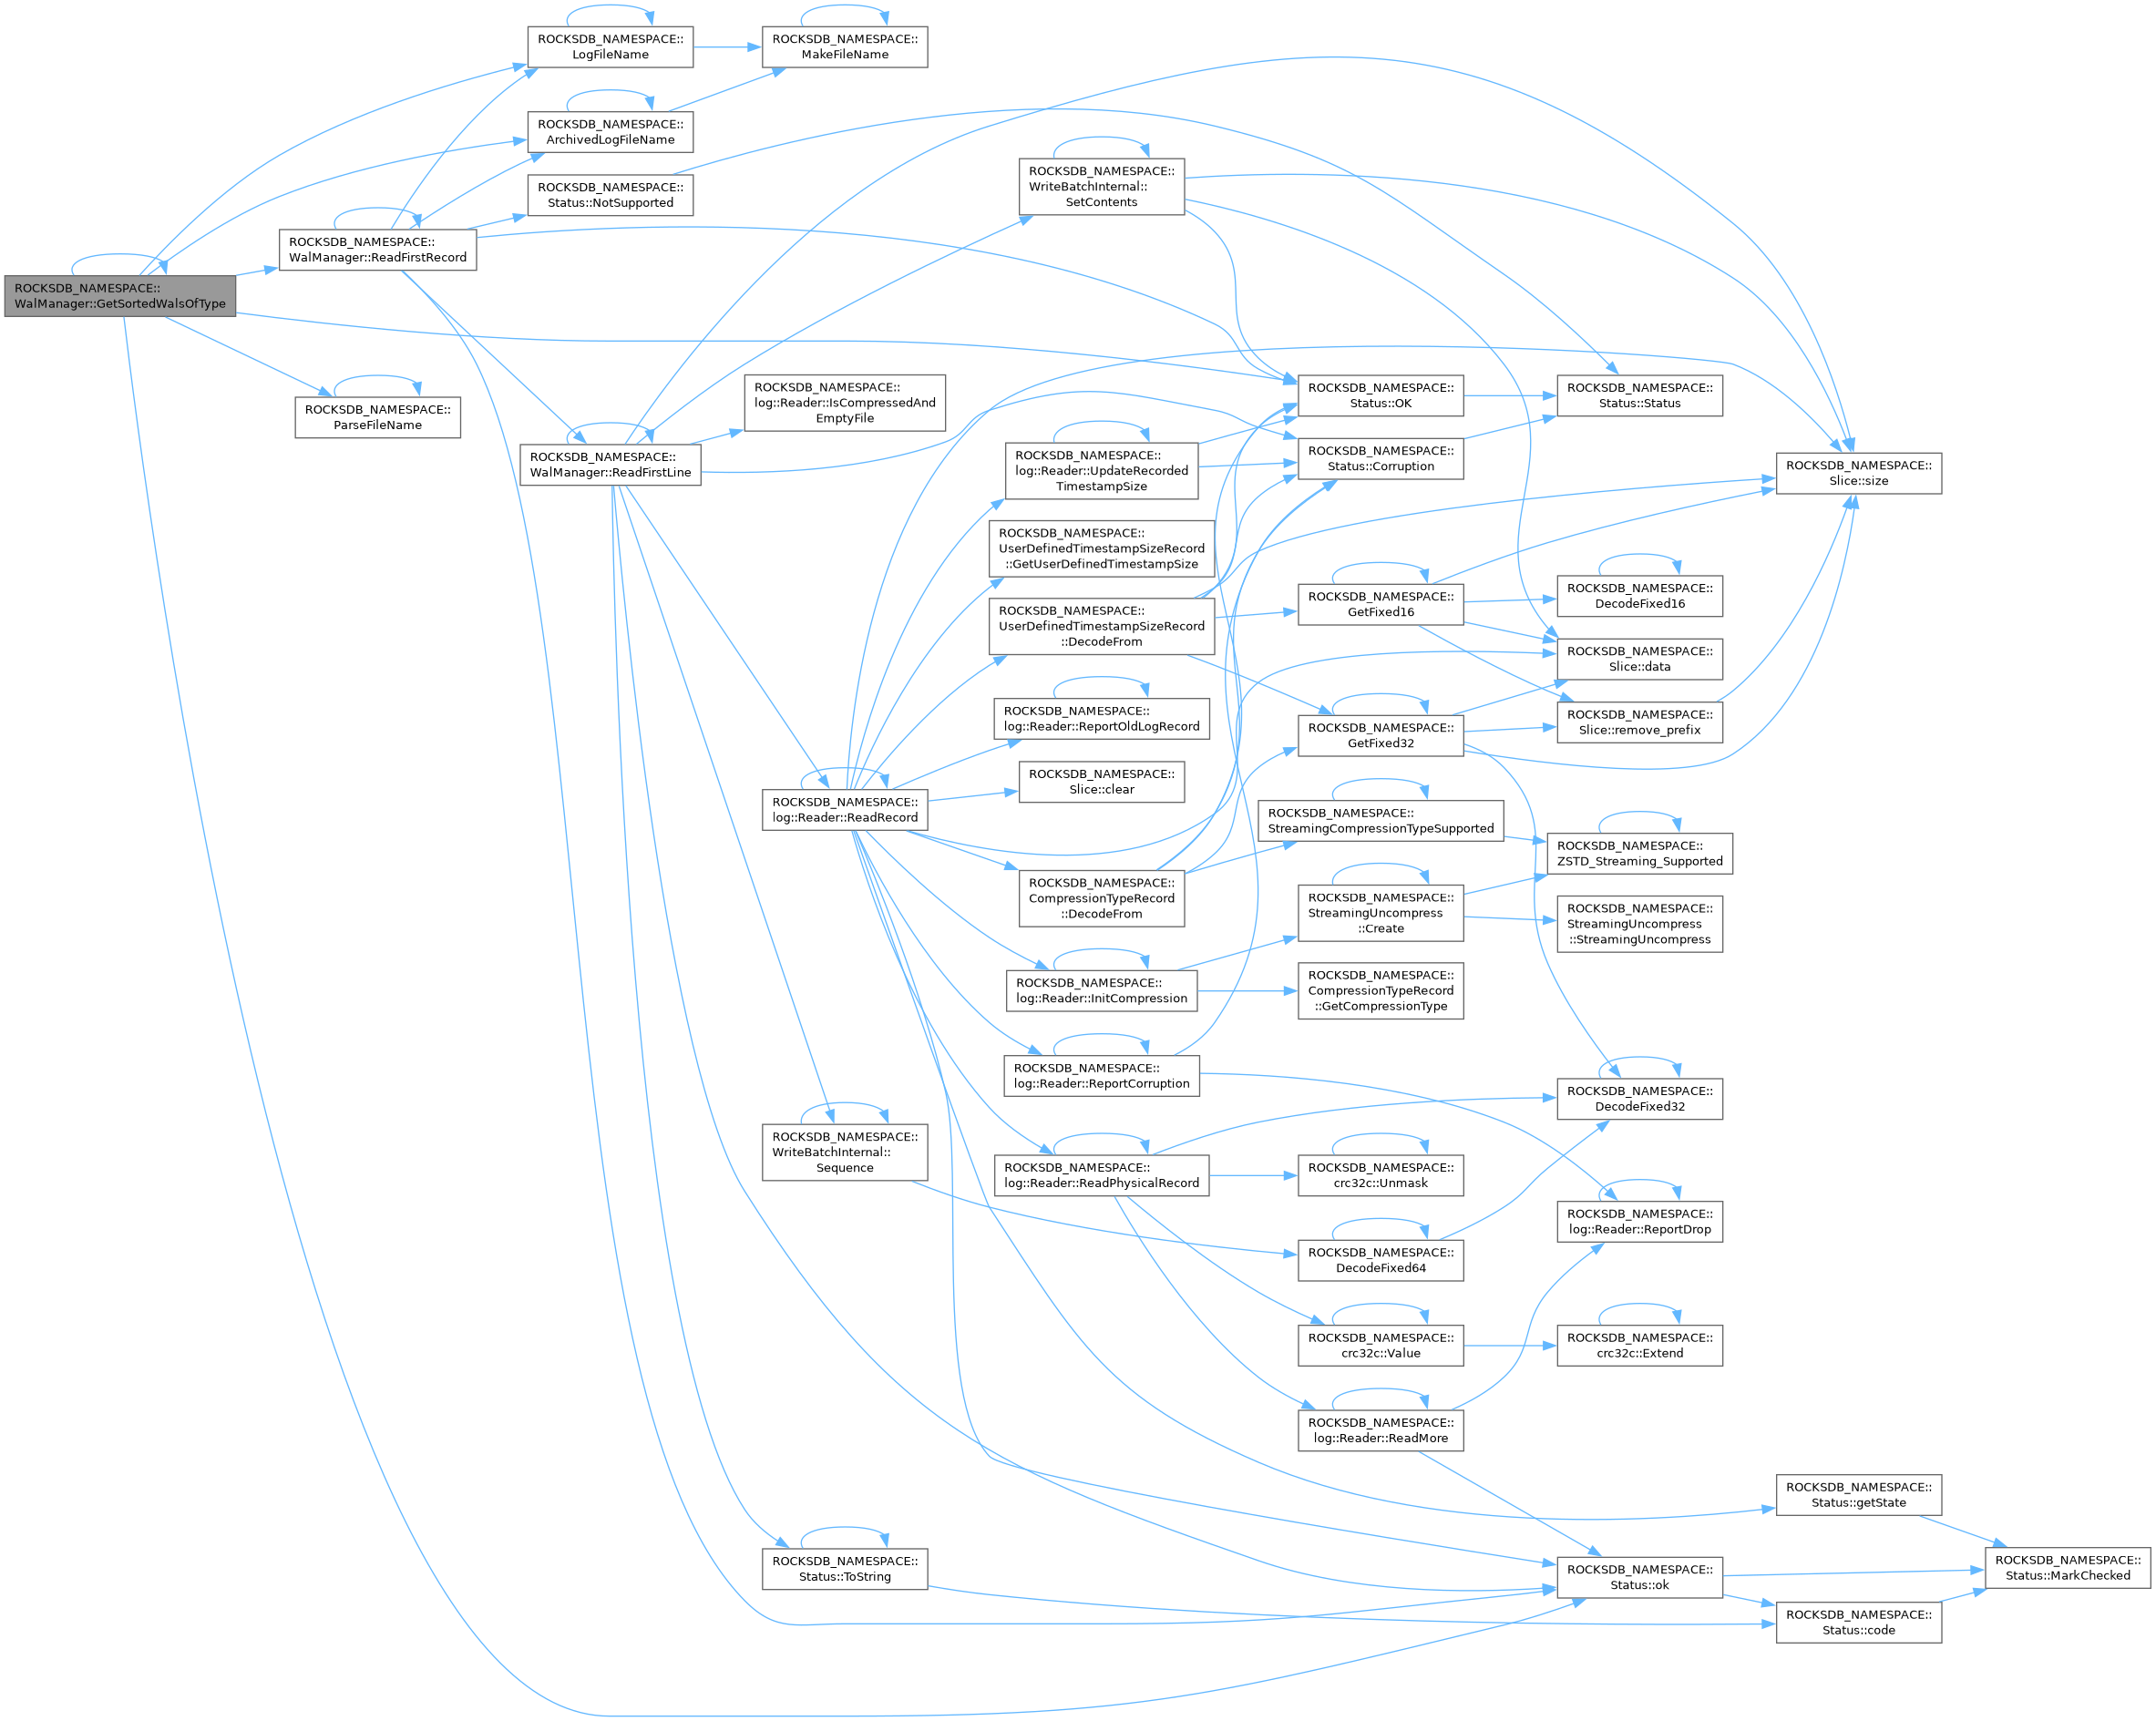 ROCKSDB_NAMESPACE::
WalManager::GetSortedWalsOfType
ROCKSDB_NAMESPACE::
LogFileName
ROCKSDB_NAMESPACE::
MakeFileName
ROCKSDB_NAMESPACE::
ArchivedLogFileName
ROCKSDB_NAMESPACE::
Status::NotSupported
ROCKSDB_NAMESPACE::
WalManager::ReadFirstRecord
ROCKSDB_NAMESPACE::
ParseFileName
ROCKSDB_NAMESPACE::
WalManager::ReadFirstLine
ROCKSDB_NAMESPACE::
log::Reader::IsCompressedAnd
EmptyFile
ROCKSDB_NAMESPACE::
log::Reader::ReadRecord
ROCKSDB_NAMESPACE::
WriteBatchInternal::
Sequence
ROCKSDB_NAMESPACE::
Status::ToString
ROCKSDB_NAMESPACE::
WriteBatchInternal::
SetContents
ROCKSDB_NAMESPACE::
log::Reader::UpdateRecorded
TimestampSize
ROCKSDB_NAMESPACE::
UserDefinedTimestampSizeRecord
::GetUserDefinedTimestampSize
ROCKSDB_NAMESPACE::
UserDefinedTimestampSizeRecord
::DecodeFrom
ROCKSDB_NAMESPACE::
log::Reader::ReportOldLogRecord
ROCKSDB_NAMESPACE::
Slice::clear
ROCKSDB_NAMESPACE::
CompressionTypeRecord
::DecodeFrom
ROCKSDB_NAMESPACE::
log::Reader::InitCompression
ROCKSDB_NAMESPACE::
log::Reader::ReportCorruption
ROCKSDB_NAMESPACE::
log::Reader::ReadPhysicalRecord
ROCKSDB_NAMESPACE::
Status::OK
ROCKSDB_NAMESPACE::
Status::Corruption
ROCKSDB_NAMESPACE::
GetFixed16
ROCKSDB_NAMESPACE::
GetFixed32
ROCKSDB_NAMESPACE::
StreamingCompressionTypeSupported
ROCKSDB_NAMESPACE::
StreamingUncompress
::Create
ROCKSDB_NAMESPACE::
CompressionTypeRecord
::GetCompressionType
ROCKSDB_NAMESPACE::
crc32c::Unmask
ROCKSDB_NAMESPACE::
DecodeFixed64
ROCKSDB_NAMESPACE::
crc32c::Value
ROCKSDB_NAMESPACE::
log::Reader::ReadMore
ROCKSDB_NAMESPACE::
Status::Status
ROCKSDB_NAMESPACE::
DecodeFixed16
ROCKSDB_NAMESPACE::
Slice::data
ROCKSDB_NAMESPACE::
Slice::remove_prefix
ROCKSDB_NAMESPACE::
ZSTD_Streaming_Supported
ROCKSDB_NAMESPACE::
StreamingUncompress
::StreamingUncompress
ROCKSDB_NAMESPACE::
DecodeFixed32
ROCKSDB_NAMESPACE::
log::Reader::ReportDrop
ROCKSDB_NAMESPACE::
crc32c::Extend
ROCKSDB_NAMESPACE::
Status::ok
ROCKSDB_NAMESPACE::
Slice::size
ROCKSDB_NAMESPACE::
Status::getState
ROCKSDB_NAMESPACE::
Status::code
ROCKSDB_NAMESPACE::
Status::MarkChecked